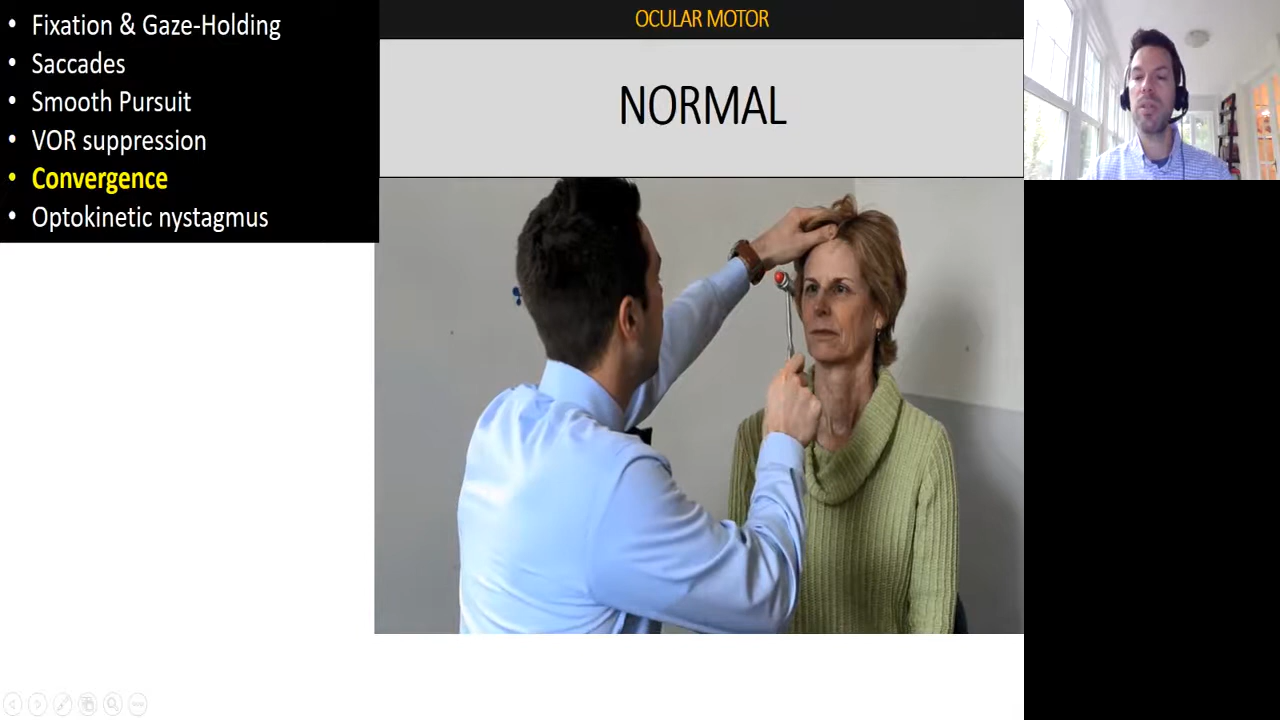 • Fixation & Gaze-Holding
• Saccades
• Smooth Pursuit
• VOR suppression
• Convergence
• Optokinetic nystagmus
OCULAR MOTOR
NORMAL